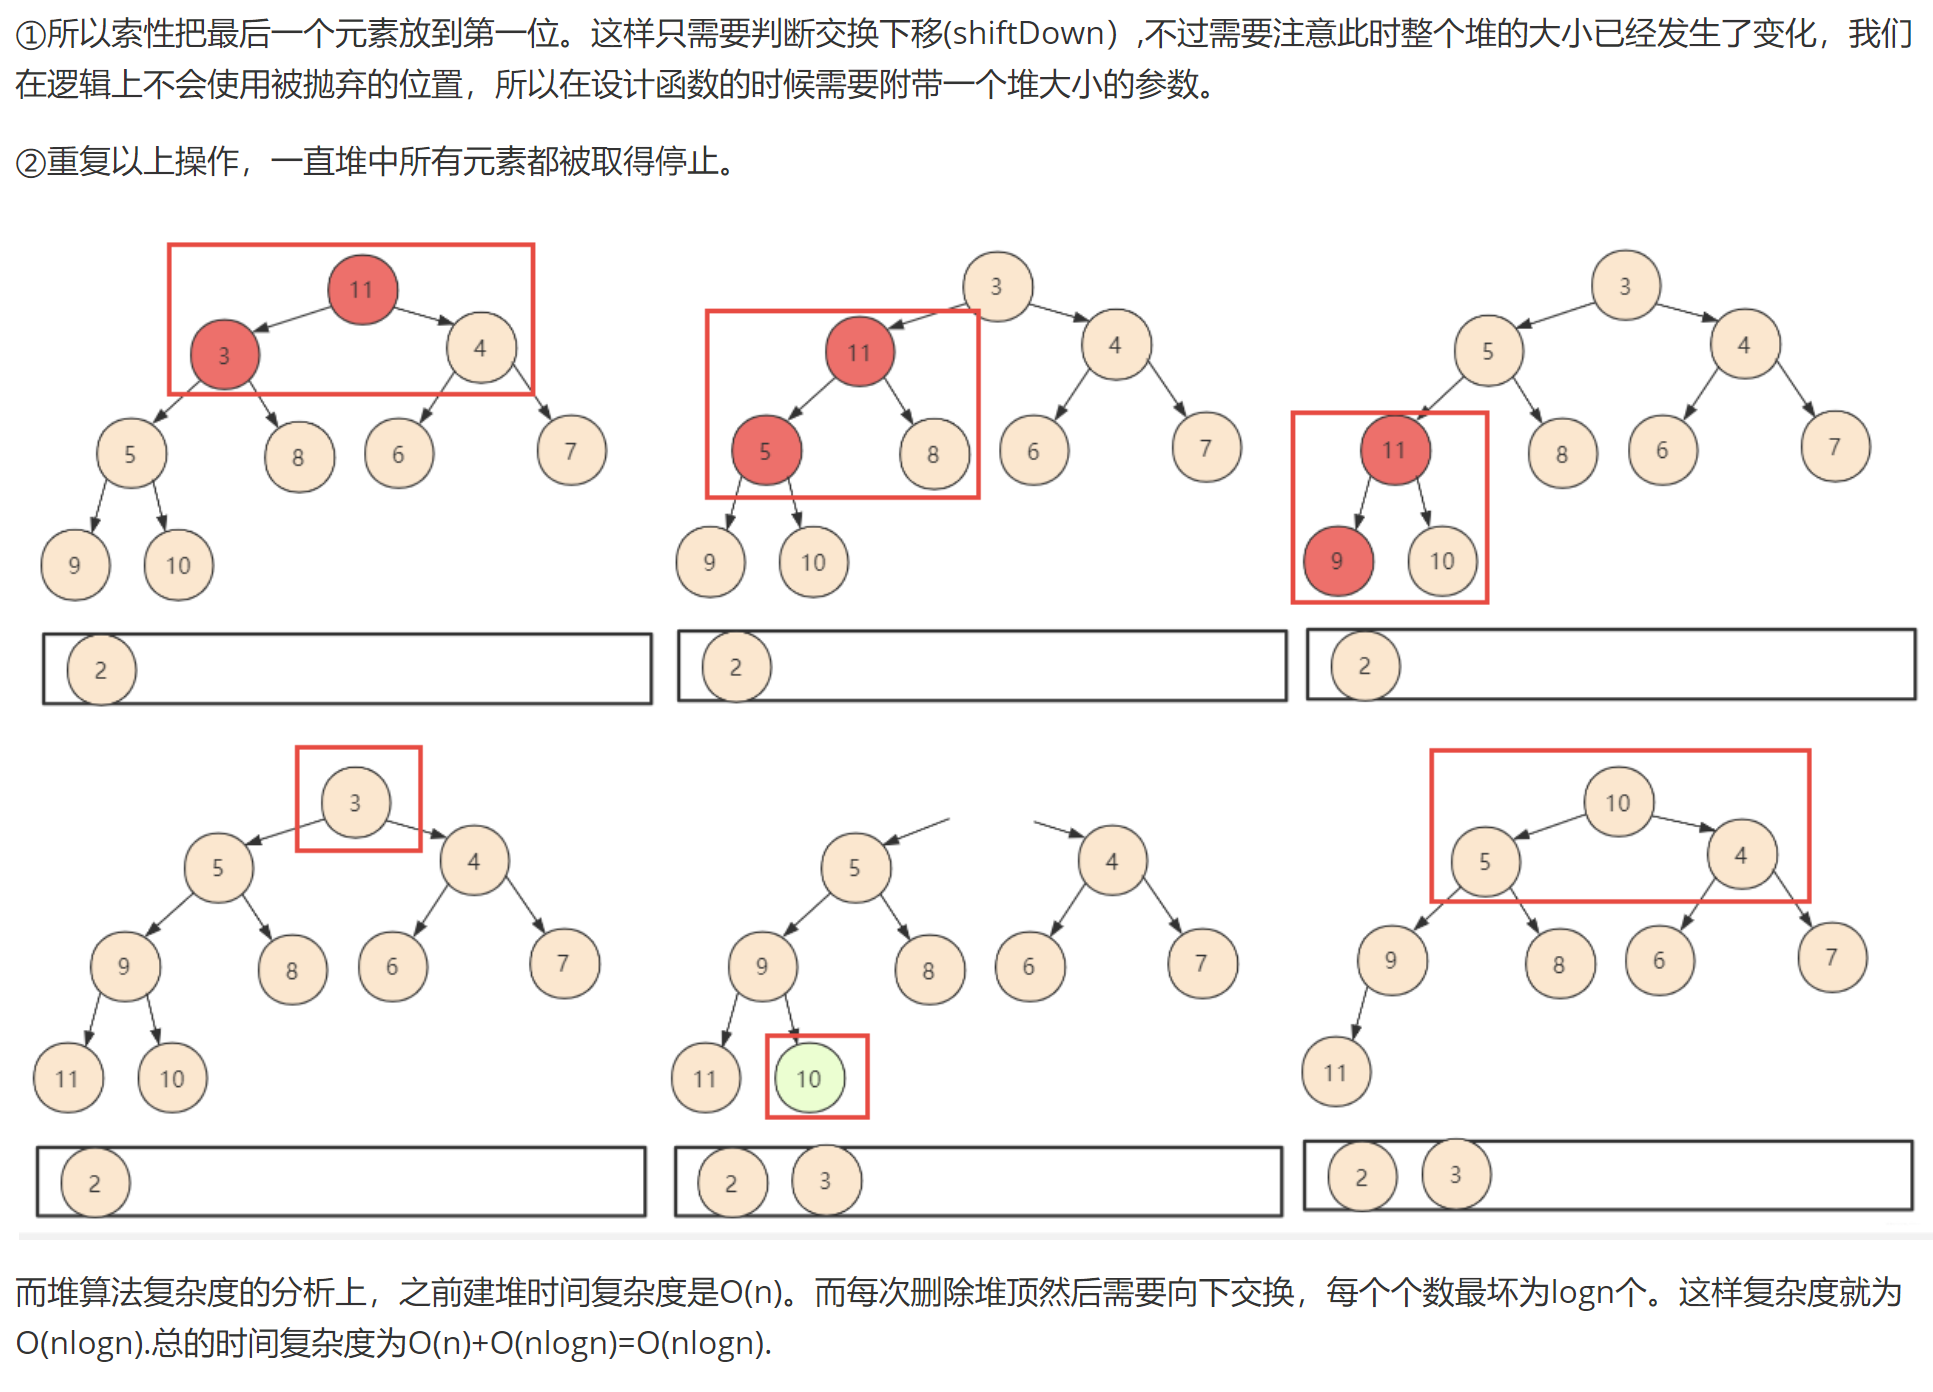 ①所以索性把最后一个元素放到第一位。这样只需要判断交换下移(shiftDown）,不过需要注意此时整个堆的大小已经发生了变化，我们
在逻辑上不会使用被抛弃的位置，所以在设计函数的时候需要附带一个堆大小的参数。
②重复以上操作，一直堆中所有元素都被取得停止。
11
3 4
5 8 6 7
9 10
2
3
11 4
5 8 6 7
9 10
2
3
5 4
11 8 6 7
9 10
2
3
5 4
9 8 6 7
11 10
2
5 4
9 8 6 7
11 10
2 3
10
5 4
9 8 6 7
11
2 3
而堆算法复杂度的分析上，之前建堆时间复杂度是O(n)。而每次删除堆顶然后需要向下交换，每个个数最坏为logn个。这样复杂度就为
O(nlogn).总的时间复杂度为O(n)+O(nlogn)=O(nlogn).